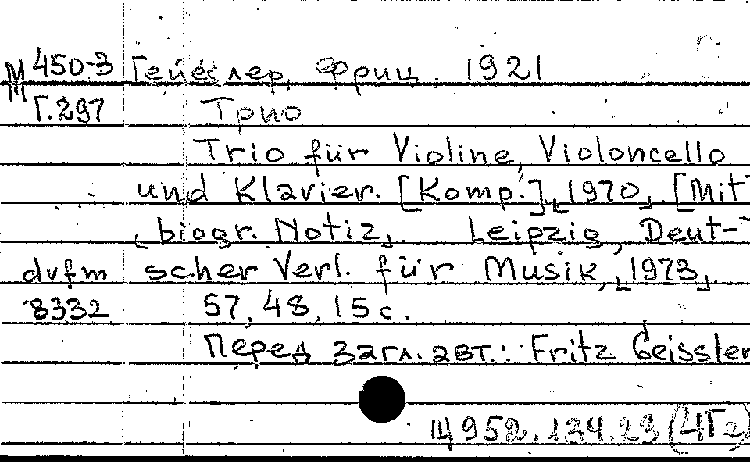 М 450-3 Гейслер, Фриц. 1921
Г.297 Трио
Trio für Violine, Violoncello
und Klavier. [Komp.], 1970. [Mit
biogr. Notiz. Leipzig, Deut-
dvfm scher Verl. für Musik, 1973
8332 57, 48, 15 с.
Перед загл. авт.: Fritz Geissler
Щ 952.134.23 (4Г2)